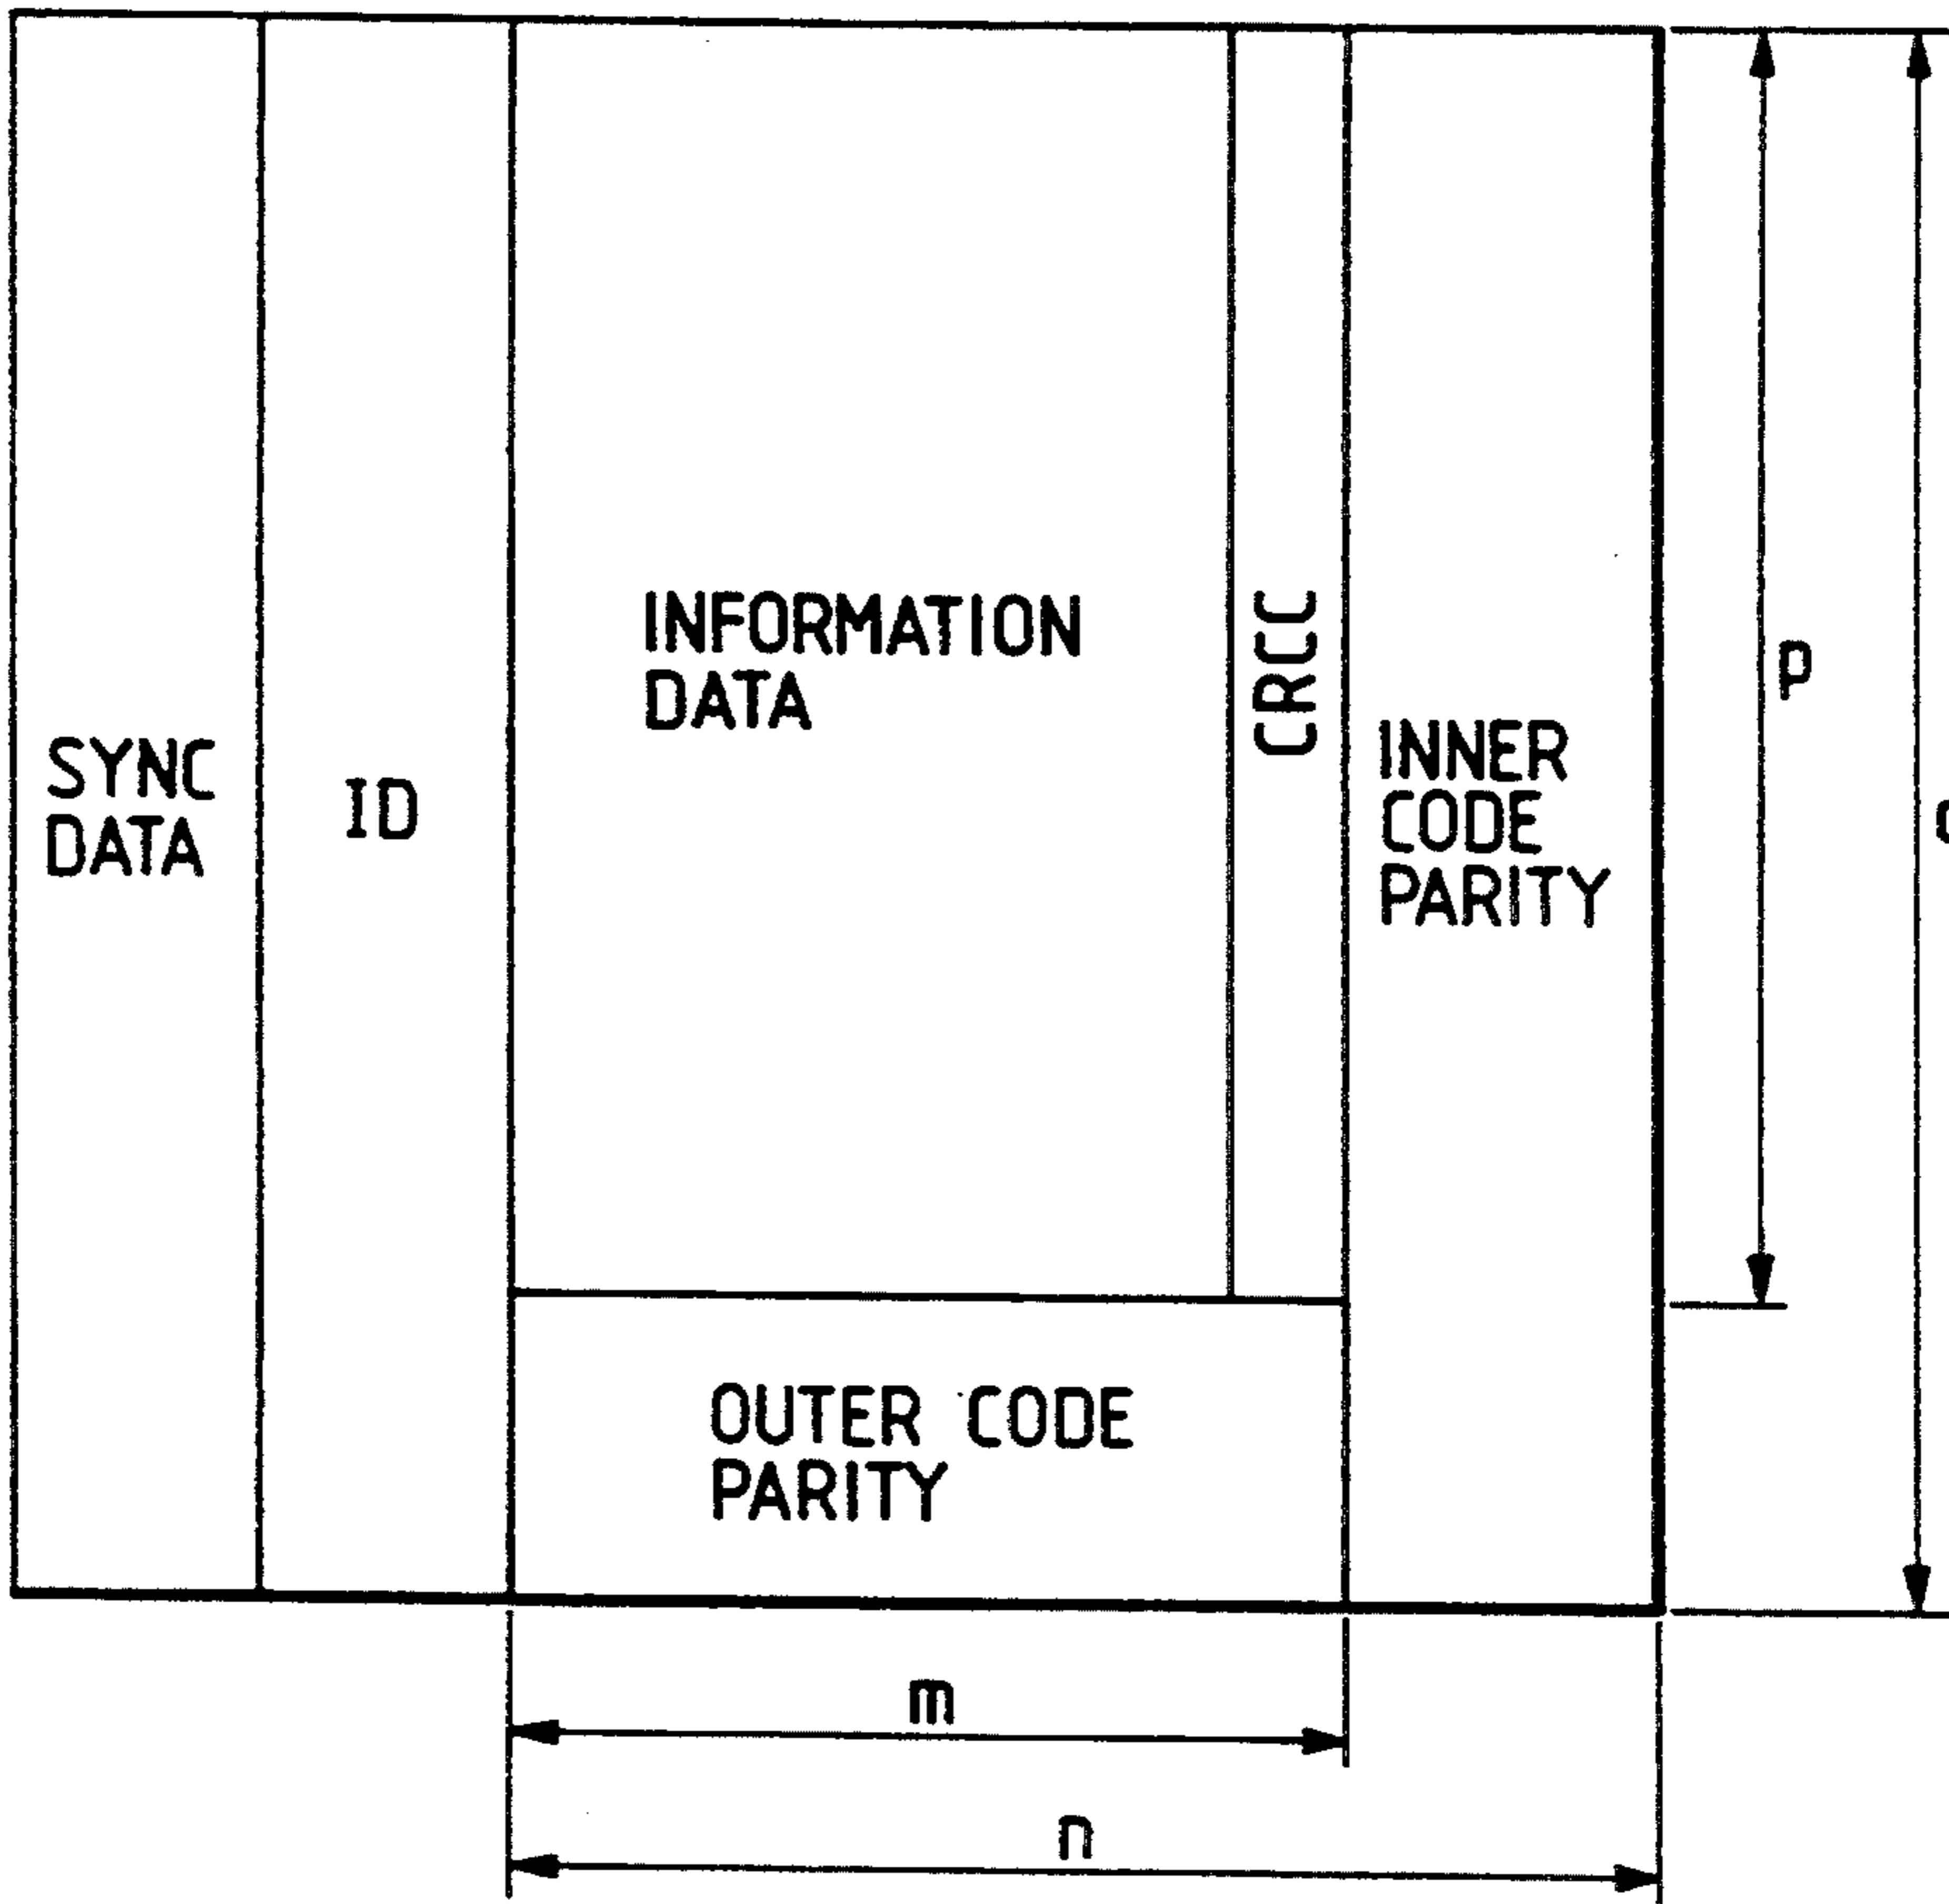 SYNC
DATA
ID
INFORMATION
DATA
CRCC
INNER
CODE
PARITY
p
OUTER CODE
PARITY
m
n